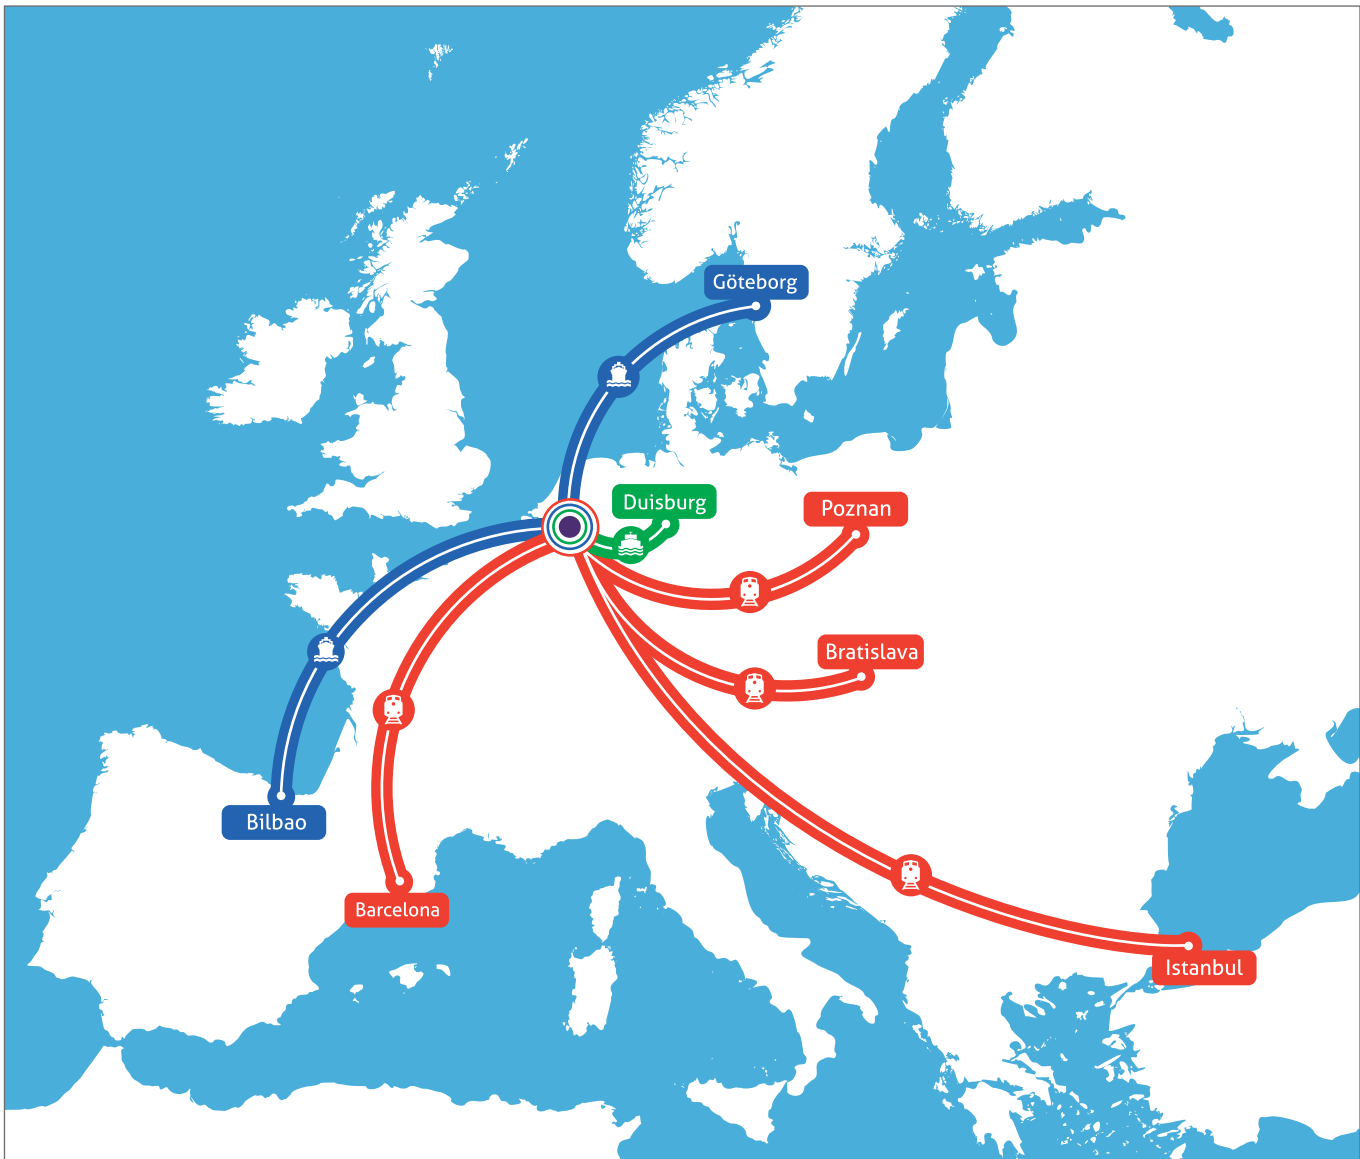 Göteborg
Duisburg
Poznan
Bratislava
Bilbao
Barcelona
Istanbul